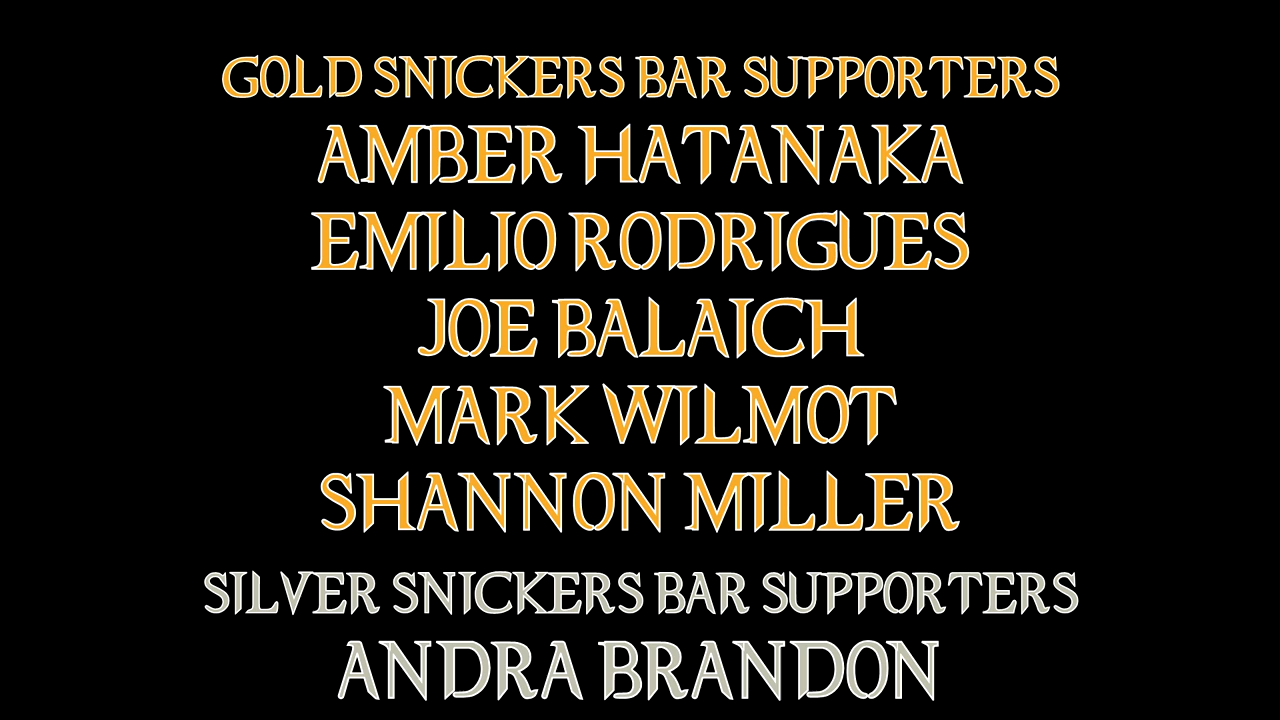 GOLD SNICKERS BAR SUPPORTERS
AMBER HATANAKA
EMILIO RODRIGUES
JOE BALAICH
MARK WILMOT
SHANNON MILLER
SILVER SNICKERS BAR SUPPORTERS
ANDRA BRANDON